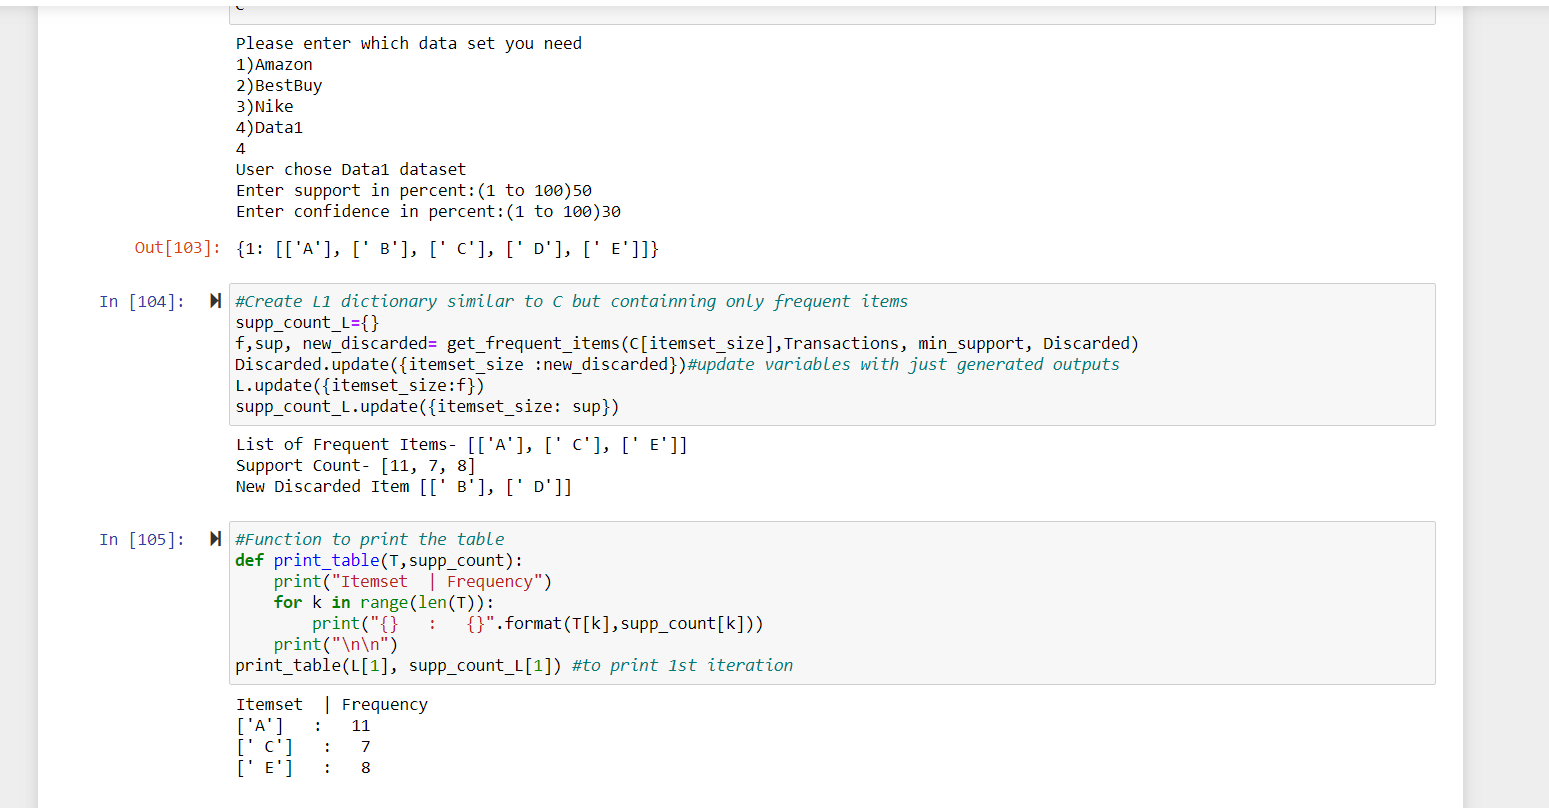 Please enter which data set you need
1)Amazon
2)BestBuy
3)Nike
4)Data1
4
User chose Data1 dataset
Enter support in percent:(1 to 100)50
Enter confidence in percent:(1 to 100)30
Out[103]: {1: [['A'], [' B'], [' C'], [' D'], [' E']]}
In [104]: #Create L1 dictionary similar to C but containning only frequent items
supp_count_L={}
f,sup, new_discarded= get_frequent_items(C[itemset_size],Transactions, min_support, Discarded)
Discarded.update({itemset_size :new_discarded})#update variables with just generated outputs
L.update({itemset_size:f})
supp_count_L.update({itemset_size: sup})
List of Frequent Items- [['A'], [' C'], [' E']]
Support Count- [11, 7, 8]
New Discarded Item [[' B'], [' D']]
In [105]: #Function to print the table
def print_table(T,supp_count):
    print("Itemset  | Frequency")
    for k in range(len(T)):
        print("{}   :   {}".format(T[k],supp_count[k]))
    print("\n\n")
print_table(L[1], supp_count_L[1]) #to print 1st iteration
Itemset  | Frequency
['A']   :   11
[' C']   :   7
[' E']   :   8